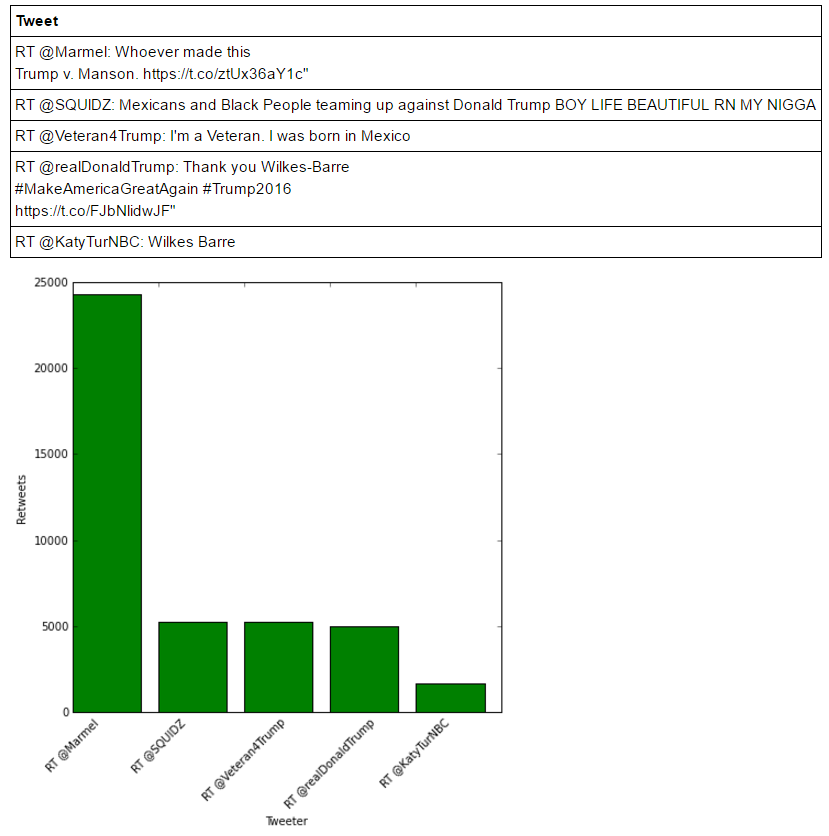 Tweet
RT @Marmel: Whoever made this
Trump v. Manson. https://t.co/ztUx36aY1c"
RT @SQUIDZ: Mexicans and Black People teaming up against Donald Trump BOY LIFE BEAUTIFUL RN MY NIGGA
RT @Veteran4Trump: I'm a Veteran. I was born in Mexico
RT @realDonaldTrump: Thank you Wilkes-Barre
#MakeAmericaGreatAgain #Trump2016
https://t.co/FJbNlidwJF"
RT @KatyTurNBC: Wilkes Barre
25000
20000
15000
10000
5000
0
Retweets
RT @Marmel
RT @SQUIDZ
RT @Veteran4Trump
RT @realDonaldTrump
RT @KatyTurNBC
Tweeter